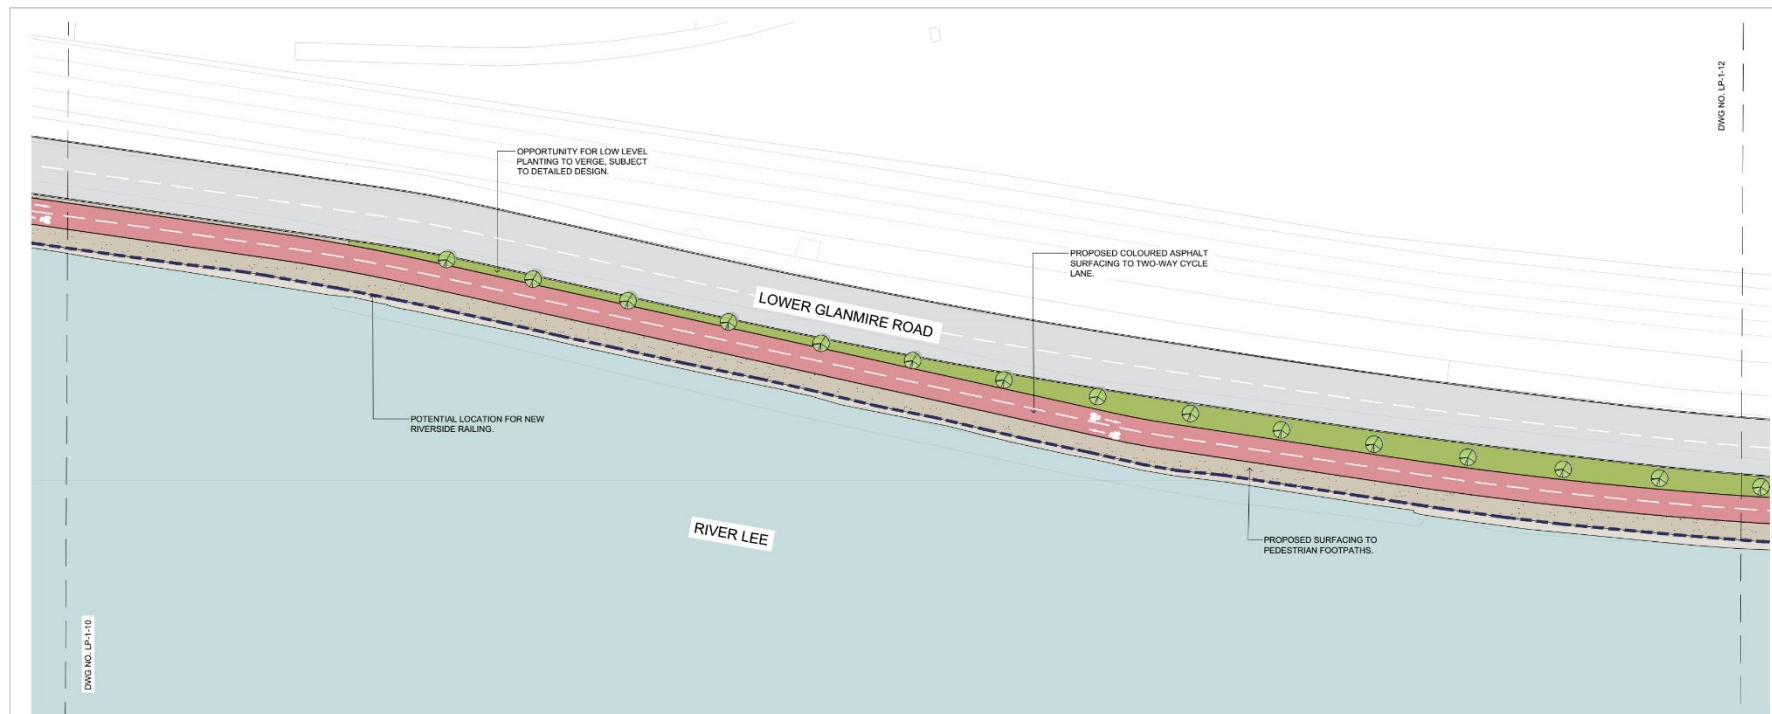 DWG NO. LP-1-12
OPPORTUNITY FOR LOW LEVEL
PLANTING TO VERGE, SUBJECT
TO DETAILED DESIGN.
PROPOSED COLOURED ASPHALT
SURFACING TO TWO-WAY CYCLE
LANE.
LOWER GLANMIRE ROAD
POTENTIAL LOCATION FOR NEW
RIVERSIDE RAILING.
RIVER LEE
PROPOSED SURFACING TO
PEDESTRIAN FOOTPATHS.
DWG NO. LP-1-10